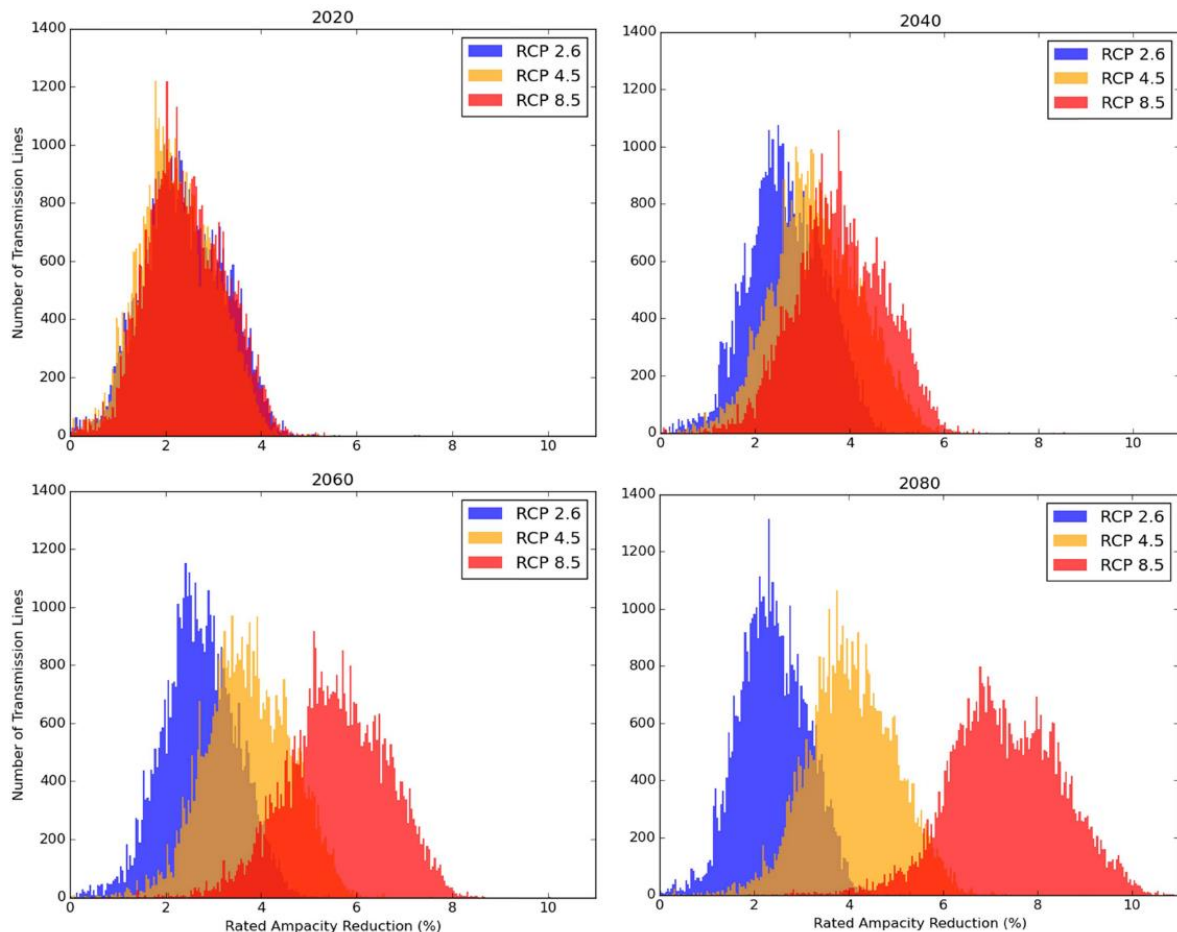 2020
1400
1200
1000
800
600
400
200
0
Number of Transmission Lines
RCP 2.6
RCP 4.5
RCP 8.5
0 2 4 6 8 10
2040
1400
1200
1000
800
600
400
200
0
RCP 2.6
RCP 4.5
RCP 8.5
0 2 4 6 8 10
2060
1400
1200
1000
800
600
400
200
0
Number of Transmission Lines
RCP 2.6
RCP 4.5
RCP 8.5
0 2 4 6 8 10
Rated Ampacity Reduction (%)
2080
1400
1200
1000
800
600
400
200
0
RCP 2.6
RCP 4.5
RCP 8.5
0 2 4 6 8 10
Rated Ampacity Reduction (%)